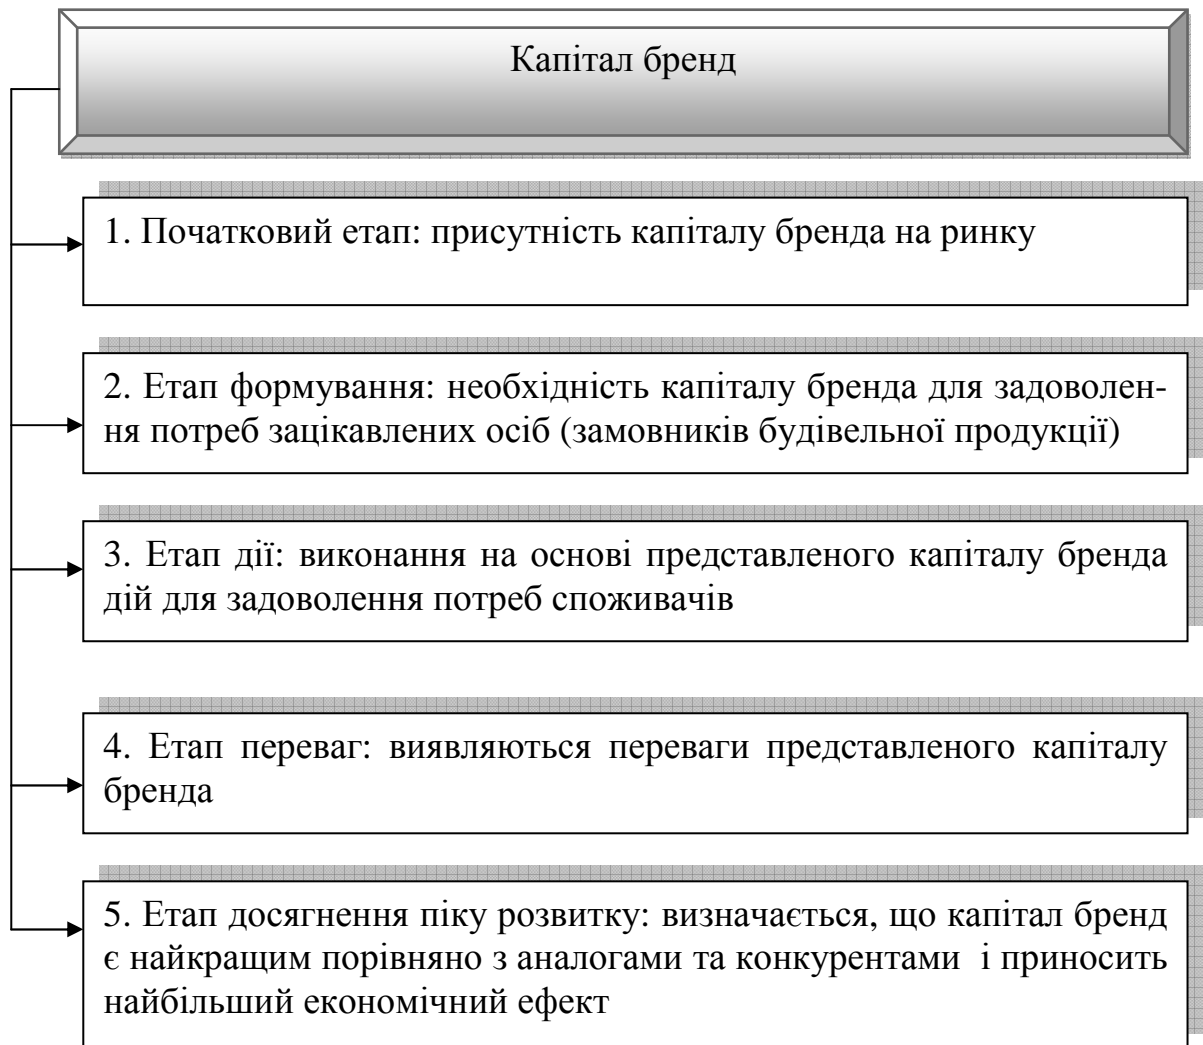 Капітал бренд
1. Початковий етап: присутність капіталу бренда на ринку
2. Етап формування: необхідність капіталу бренда для задоволен-
ня потреб зацікавлених осіб (замовників будівельної продукції)
3. Етап дії: виконання на основі представленого капіталу бренда
дій для задоволення потреб споживачів
4. Етап переваг: виявляються переваги представленого капіталу
бренда
5. Етап досягнення піку розвитку: визначається, що капітал бренд
є найкращим порівняно з аналогами та конкурентами і приносить
найбільший економічний ефект